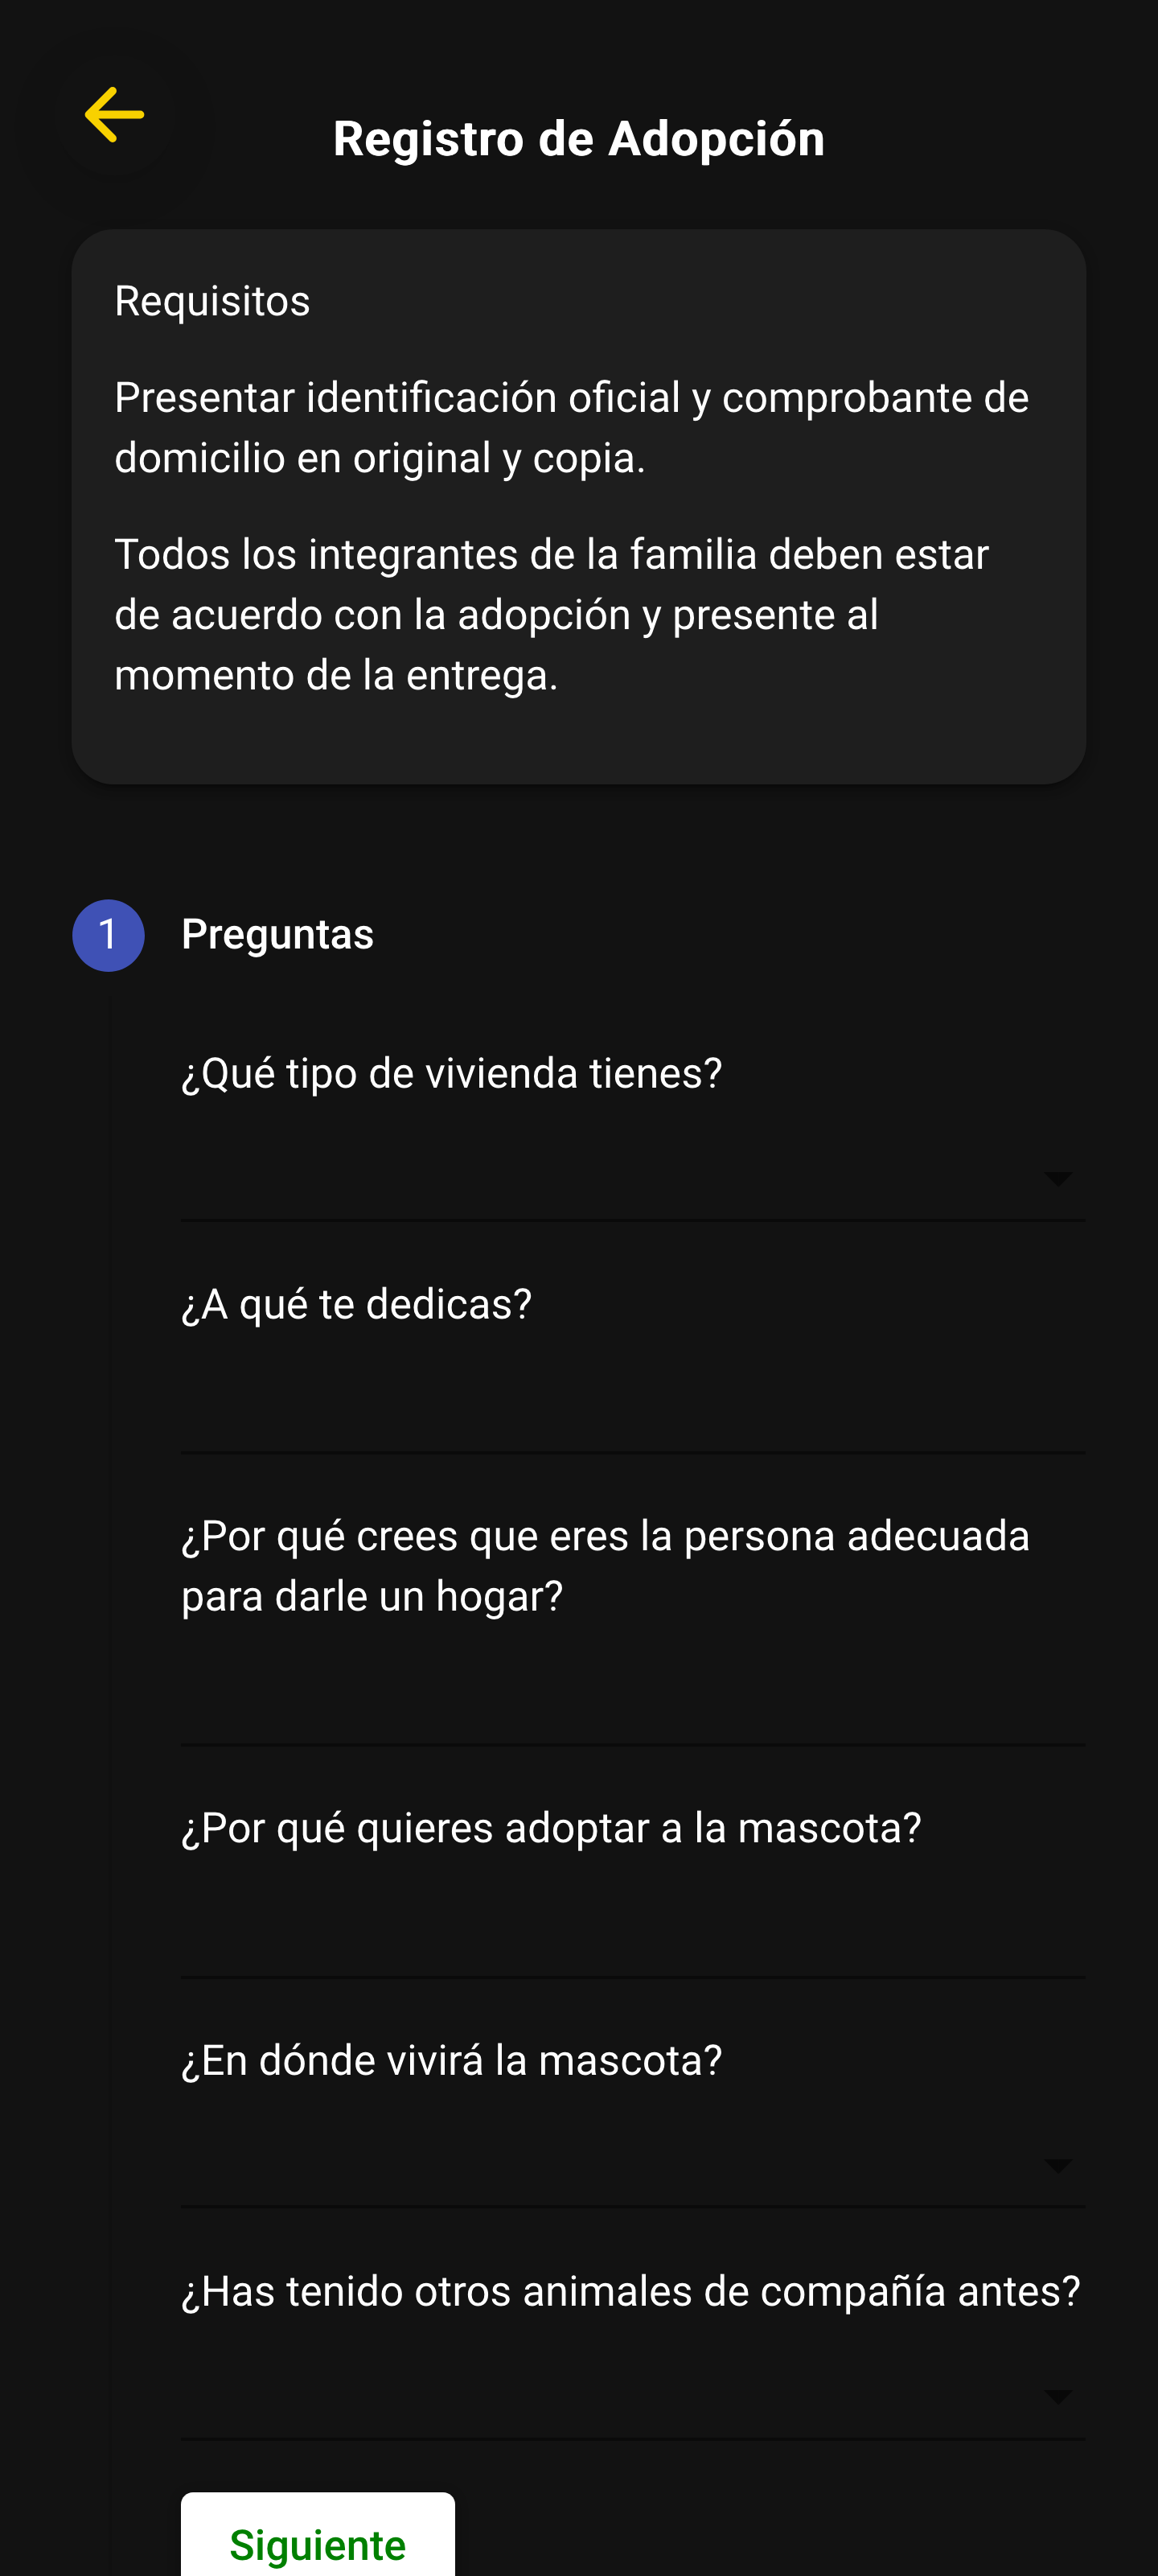 Registro de Adopción
Requisitos
Presentar identificación oficial y comprobante de
domicilio en original y copia.
Todos los integrantes de la familia deben estar
de acuerdo con la adopción y presente al
momento de la entrega.
1 Preguntas
¿Qué tipo de vivienda tienes?
¿A qué te dedicas?
¿Por qué crees que eres la persona adecuada
para darle un hogar?
¿Por qué quieres adoptar a la mascota?
¿En dónde vivirá la mascota?
¿Has tenido otros animales de compañía antes?
Siguiente